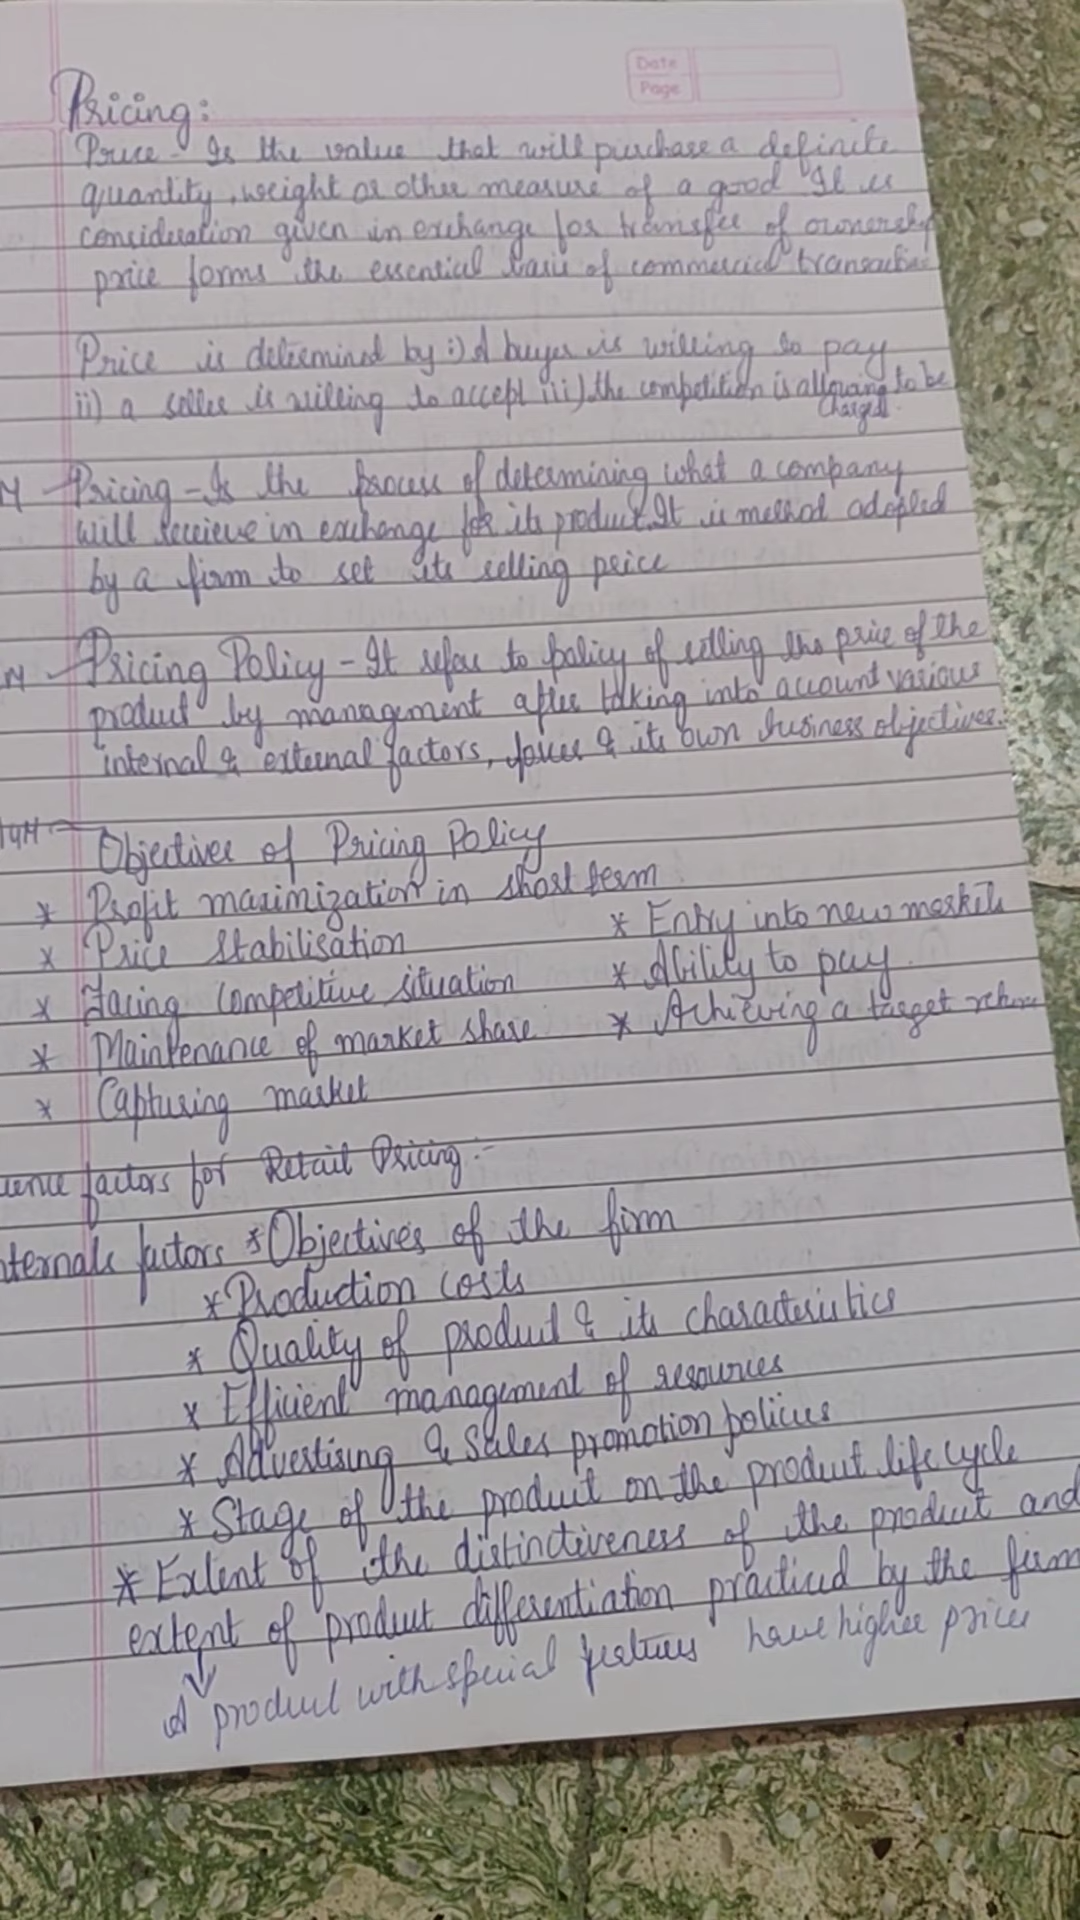 Date
Page
Pricing:
Price - Is the value that will purchase a definite
quantity, weight or other measure of a good "It is
consideration given in exchange for transfer of ownership
price forms the essential basis of commercial transaction
Price is determined by i) A buyer is willing to pay
ii) a seller is willing to accept iii) the competition is allowing to be
charged.
Pricing - Is the process of determining what a company
will receieve in exchange for its product. It is method adopted
by a firm to set its selling price
Pricing Policy - It refer to policy of setting the price of the
product by management after taking into account various
internal & external factors, forces & its own business objectives.
Objectives of Pricing Policy
* Profit maximization in short term
* Price Stabilisation
* Facing Competitive situation
* Maintenance of market share
* Capturing market
* Entry into new markets
* Ability to pay
* Achieving a target return
factors for Retail Pricing:-
factors * Objectives of the firm
* Production Costs
* Quality of product & its characteristics
* Efficient management of resources
* Advertising & Sales promotion policies
* Stage of the product on the product life cycle
* Extent of the distinctiveness of the product and
extent of product differentiation practiced by the firm
A product with special features have higher prices